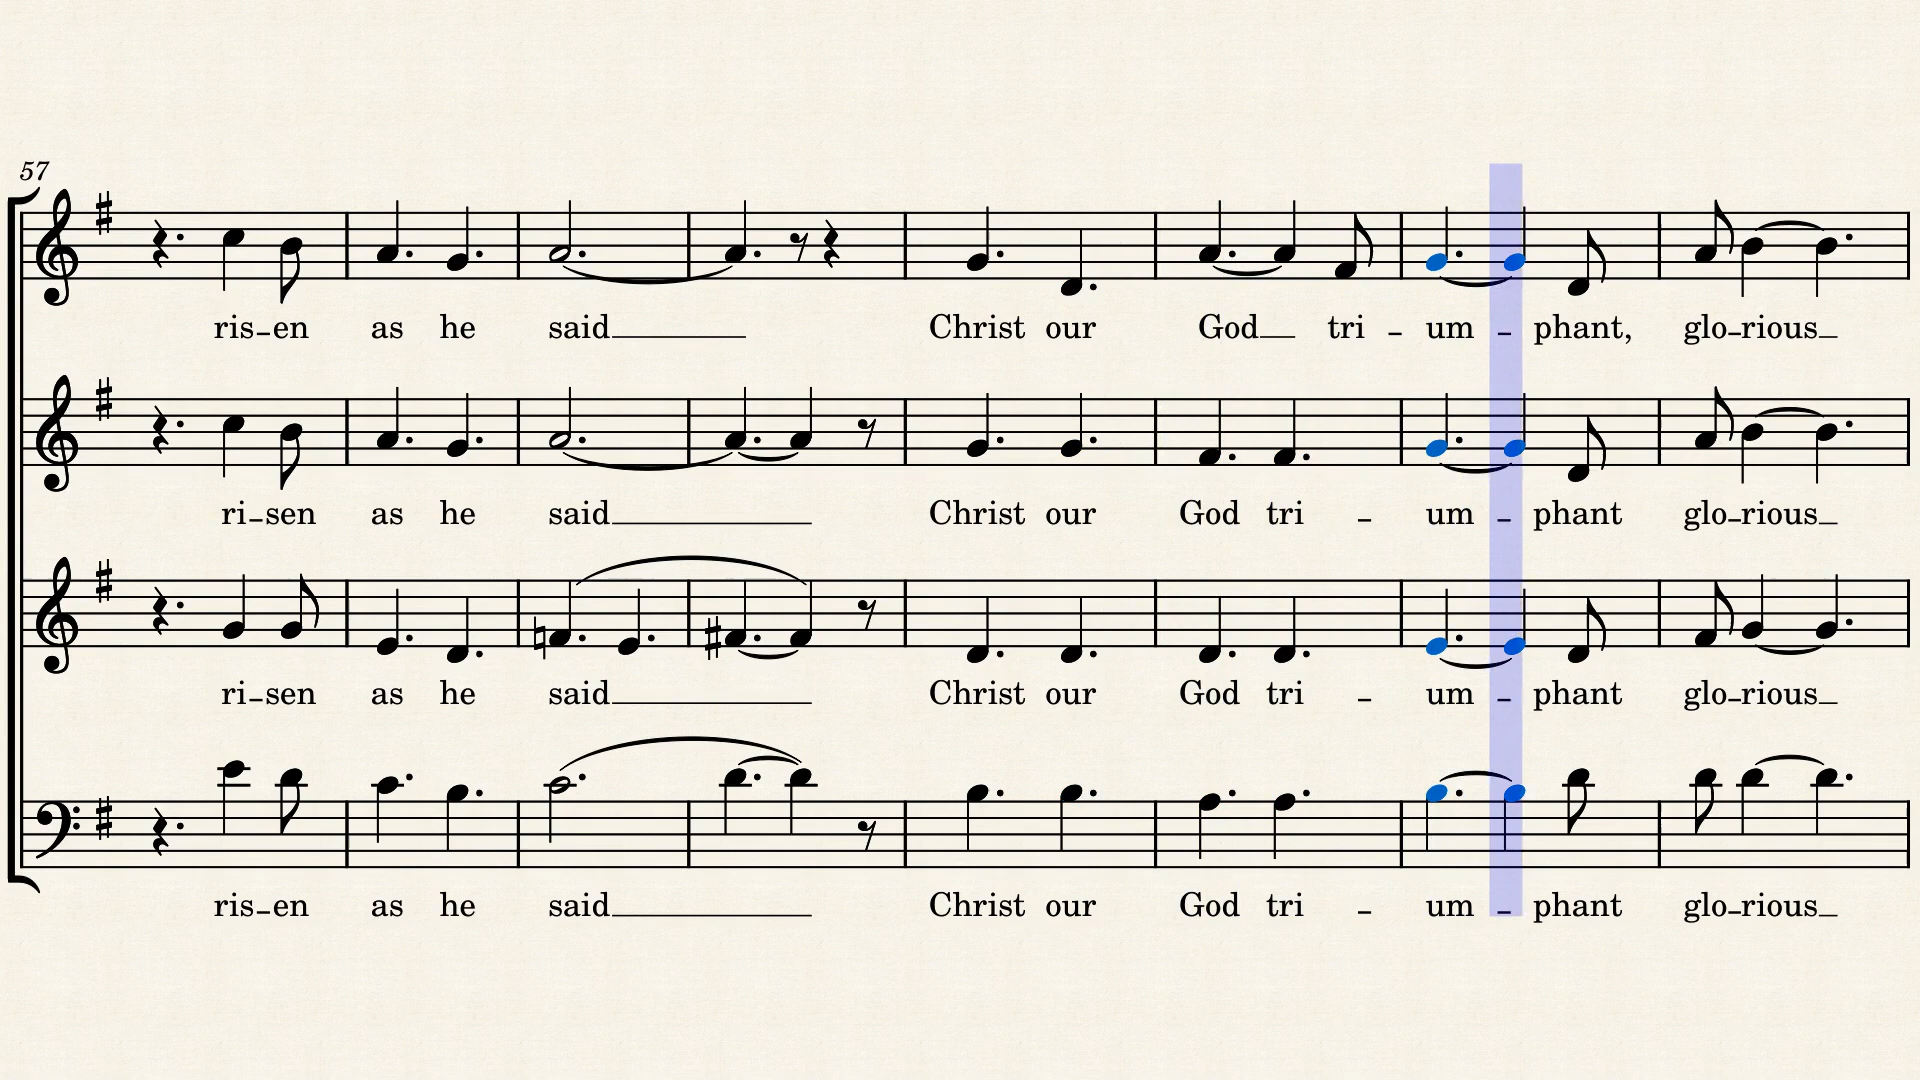 57
ris-en as he said Christ our God tri - um - phant, glo-rious
ri-sen as he said Christ our God tri - um - phant glo-rious
ri-sen as he said Christ our God tri - um - phant glo-rious
ris-en as he said Christ our God tri - um - phant glo-rious